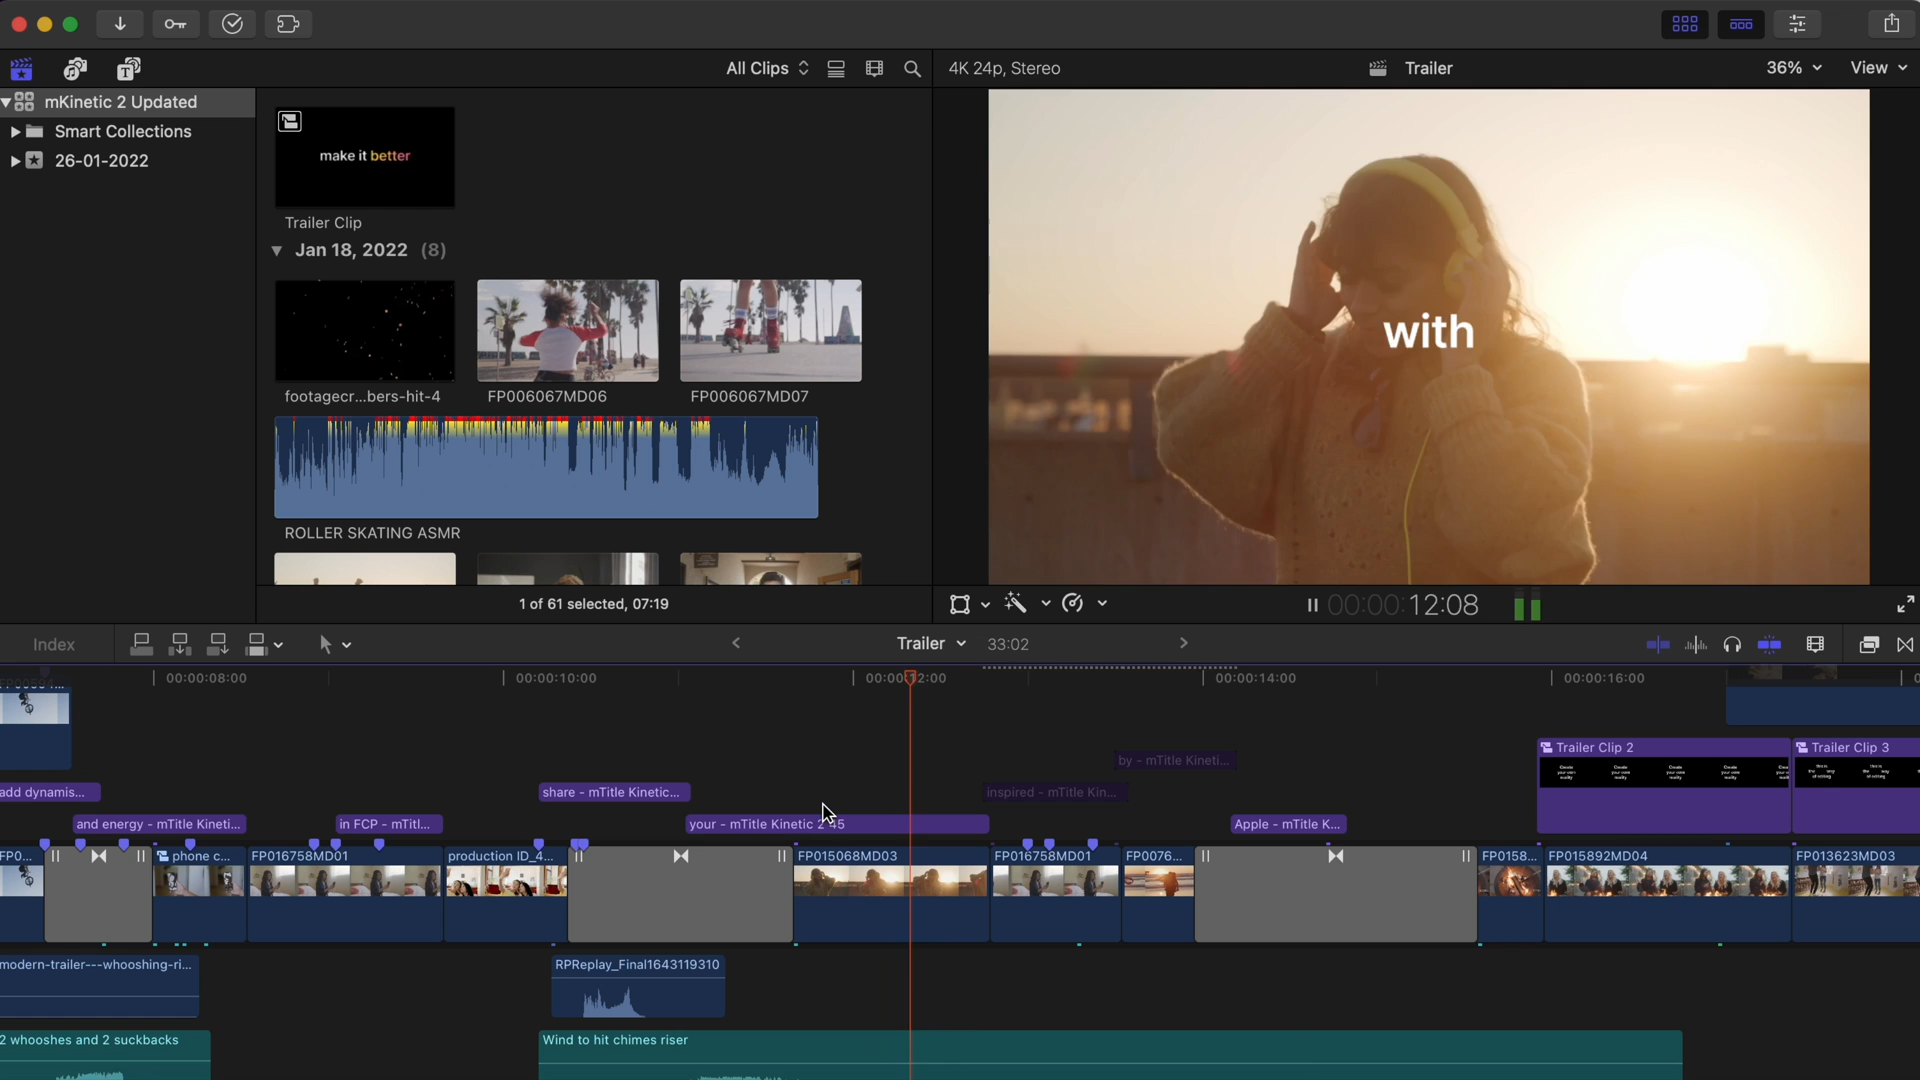 All Clips
4K 24p, Stereo
Trailer
36%
View
mKinetic 2 Updated
Smart Collections
26-01-2022
make it better
Trailer Clip
Jan 18, 2022 (8)
footagecr...bers-hit-4
FP006067MD06
FP006067MD07
ROLLER SKATING ASMR
with
1 of 61 selected, 07:19
00:00:12:08
Index
Trailer
33:02
00:00:08:00
00:00:10:00
00:00:12:00
00:00:14:00
00:00:16:00
Trailer Clip 2
Trailer Clip 3
by - mTitle Kineti...
add dynamis...
share - mTitle Kinetic...
inspired - mTitle Kin...
and energy - mTitle Kineti...
in FCP - mTitl...
your - mTitle Kinetic 2 45
Apple - mTitle K...
FP0...
phone c...
FP016758MD01
production ID_4...
FP015068MD03
FP016758MD01
FP0076...
FP0158...
FP015892MD04
FP013623MD03
modern-trailer---whooshing-ri...
RPReplay_Final1643119310
2 whooshes and 2 suckbacks
Wind to hit chimes riser